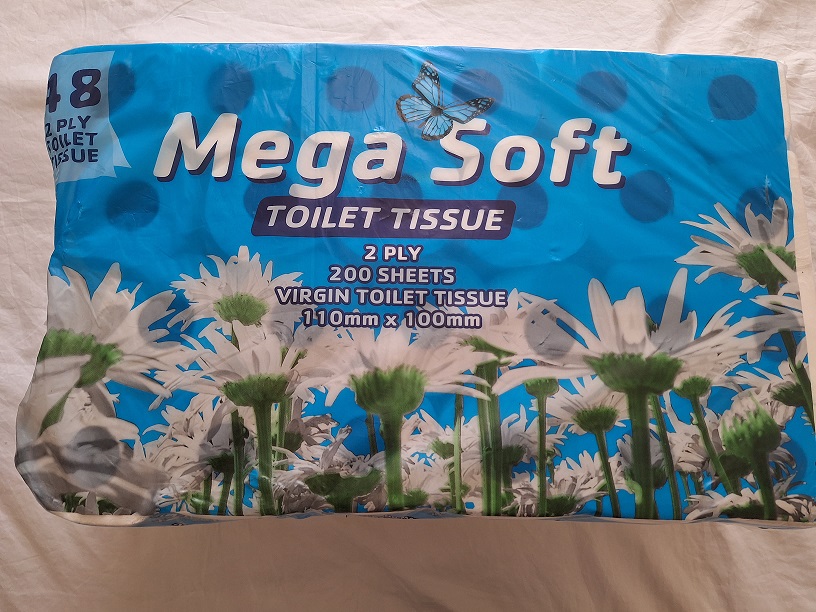 48
2 PLY
TOILET
TISSUE
Mega Soft
TOILET TISSUE
2 PLY
200 SHEETS
VIRGIN TOILET TISSUE
110mm x 100mm